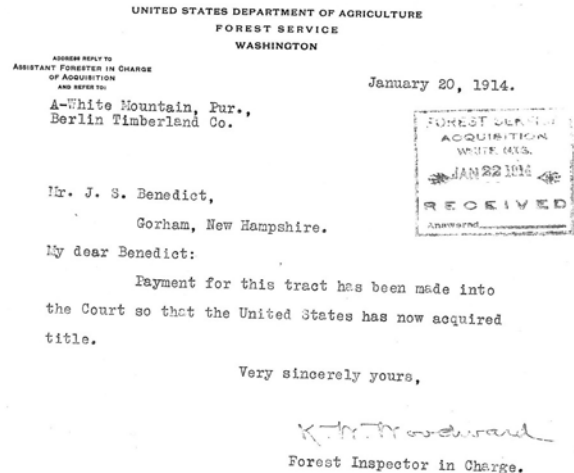 UNITED STATES DEPARTMENT OF AGRICULTURE
FOREST SERVICE
WASHINGTON
ADDRESS REPLY TO
ASSISTANT FORESTER IN CHARGE
OF ACQUISITION
AND REFER TO:
January 20, 1914.
A-White Mountain, Pur.,
Berlin Timberland Co.
FOREST SERVICE
ACQUISITION
WHITE MTS.
JAN 22 1914
RECEIVED
Answered
Mr. J. S. Benedict,
Gorham, New Hampshire.
My dear Benedict:
Payment for this tract has been made into
the Court so that the United States has now acquired
title.
Very sincerely yours,
K. W. Woodward
Forest Inspector in Charge.